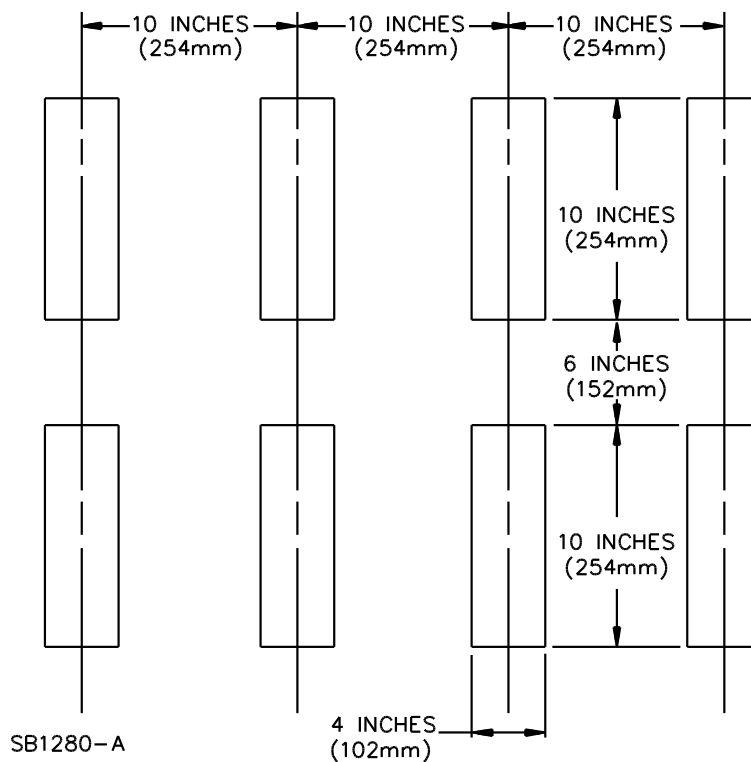 10 INCHES
(254mm)
10 INCHES
(254mm)
10 INCHES
(254mm)
10 INCHES
(254mm)
6 INCHES
(152mm)
10 INCHES
(254mm)
4 INCHES
(102mm)
SB1280-A